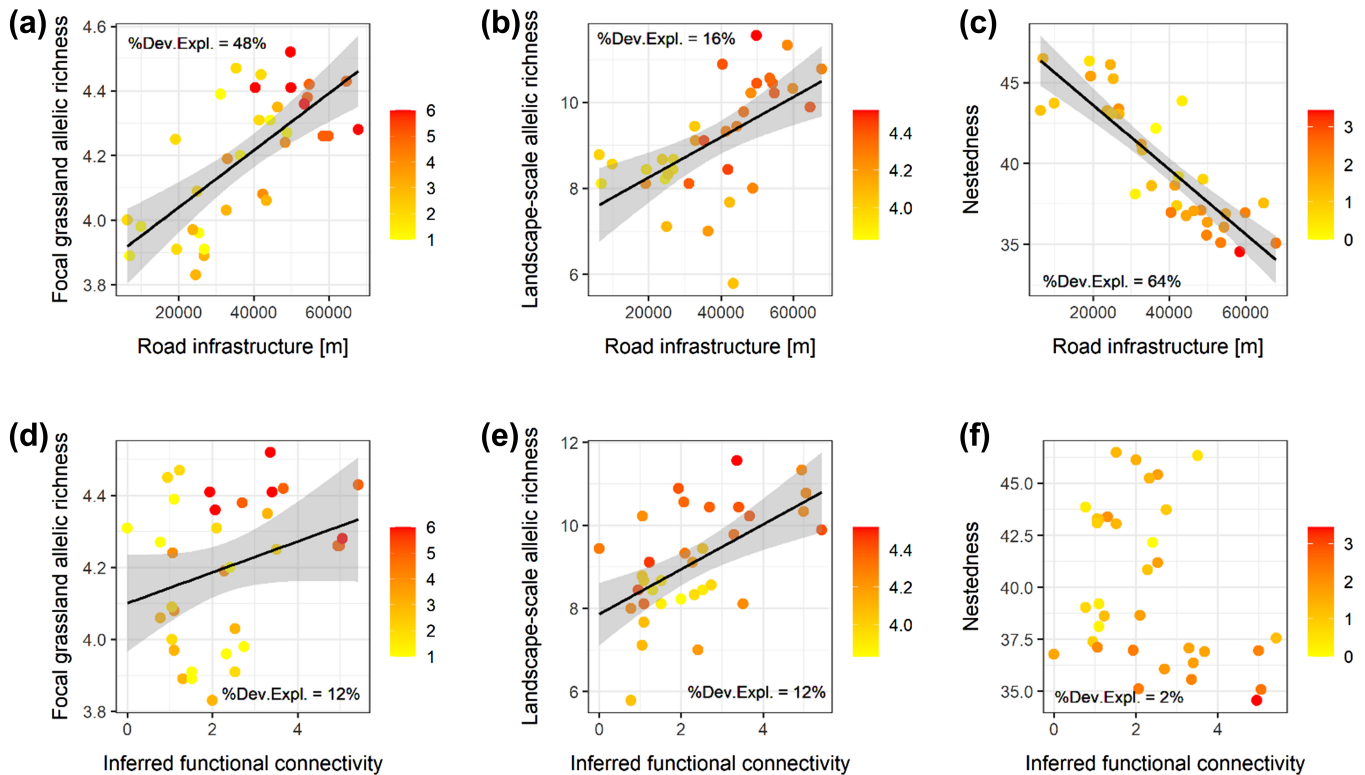 (a)
Focal grassland allelic richness
%Dev.Expl. = 48%
4.6
4.4
4.2
4.0
3.8
20000 40000 60000
Road infrastructure [m]
6
5
4
3
2
1
(b)
Landscape-scale allelic richness
%Dev.Expl. = 16%
10
8
6
20000 40000 60000
Road infrastructure [m]
4.4
4.0
(c)
Nestedness
45
40
35
%Dev.Expl. = 64%
20000 40000 60000
Road infrastructure [m]
3
2
1
0
(d)
Focal grassland allelic richness
4.4
4.2
4.0
3.8
%Dev.Expl. = 12%
0 2 4
Inferred functional connectivity
6
5
4
3
2
1
(e)
Landscape-scale allelic richness
12
10
8
6
%Dev.Expl. = 12%
0 2 4
Inferred functional connectivity
4.4
4.0
(f)
Nestedness
45.0
42.5
40.0
37.5
35.0
%Dev.Expl. = 2%
0 2 4
Inferred functional connectivity
3
2
1
0